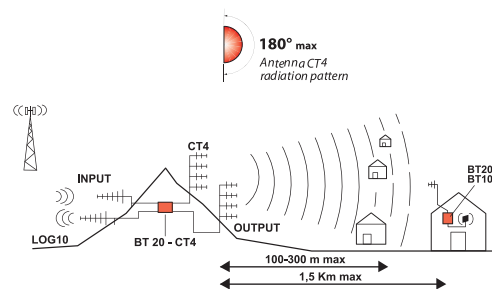 180° max
Antenna CT4
radiation pattern
CT4
INPUT
BT20
BT10
LOG10
BT 20 - CT4
OUTPUT
100-300 m max
1,5 Km max